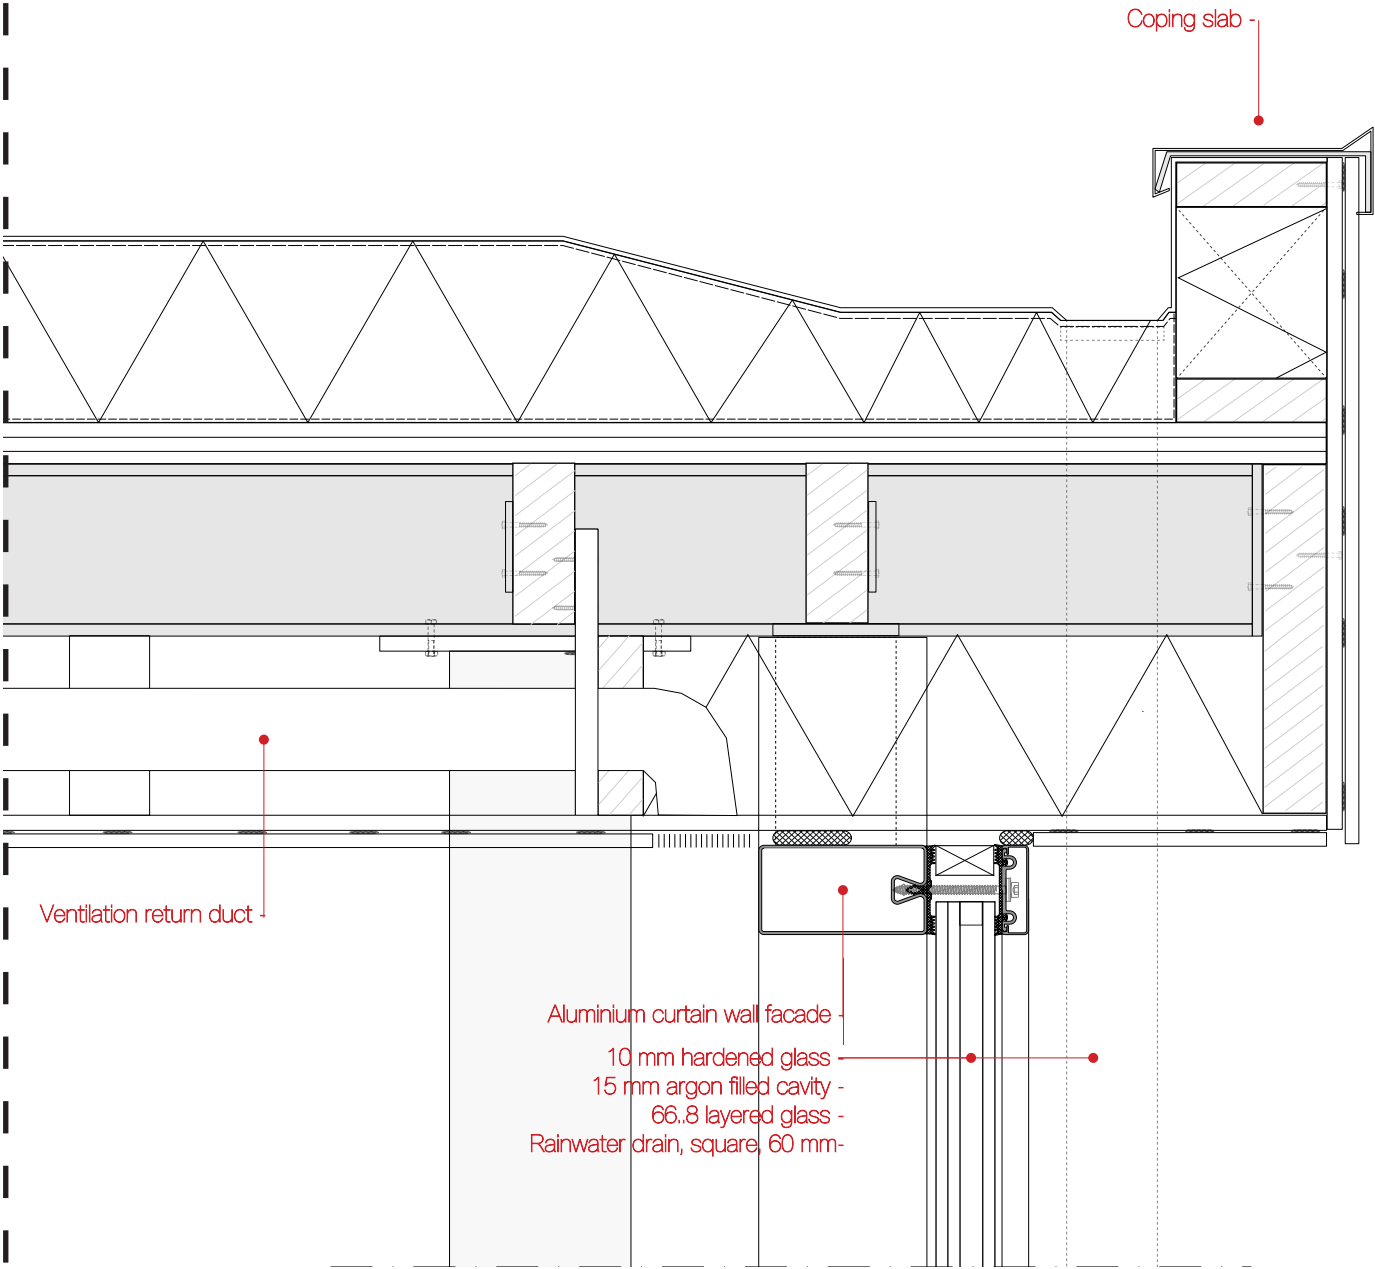 Coping slab -
Ventilation return duct -
Aluminium curtain wall facade -
10 mm hardened glass -
15 mm argon filled cavity -
66..8 layered glass -
Rainwater drain, square, 60 mm-